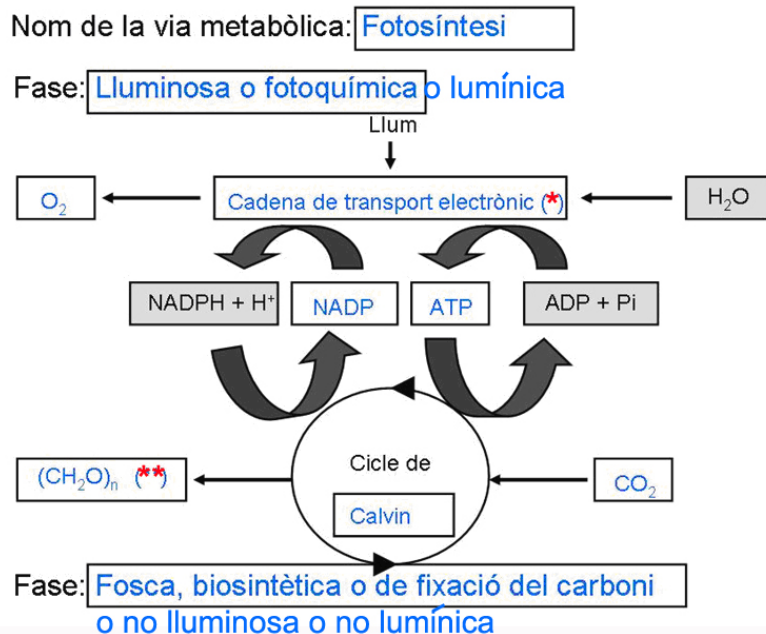 Nom de la via metabòlica: Fotosíntesi
Fase: Lluminosa o fotoquímica o lumínica
Llum
O₂
Cadena de transport electrònic (*)
H₂O
NADPH + H⁺
NADP
ATP
ADP + Pi
(CH₂O)ₙ (**)
Cicle de
Calvin
CO₂
Fase: Fosca, biosintètica o de fixació del carboni
o no lluminosa o no lumínica